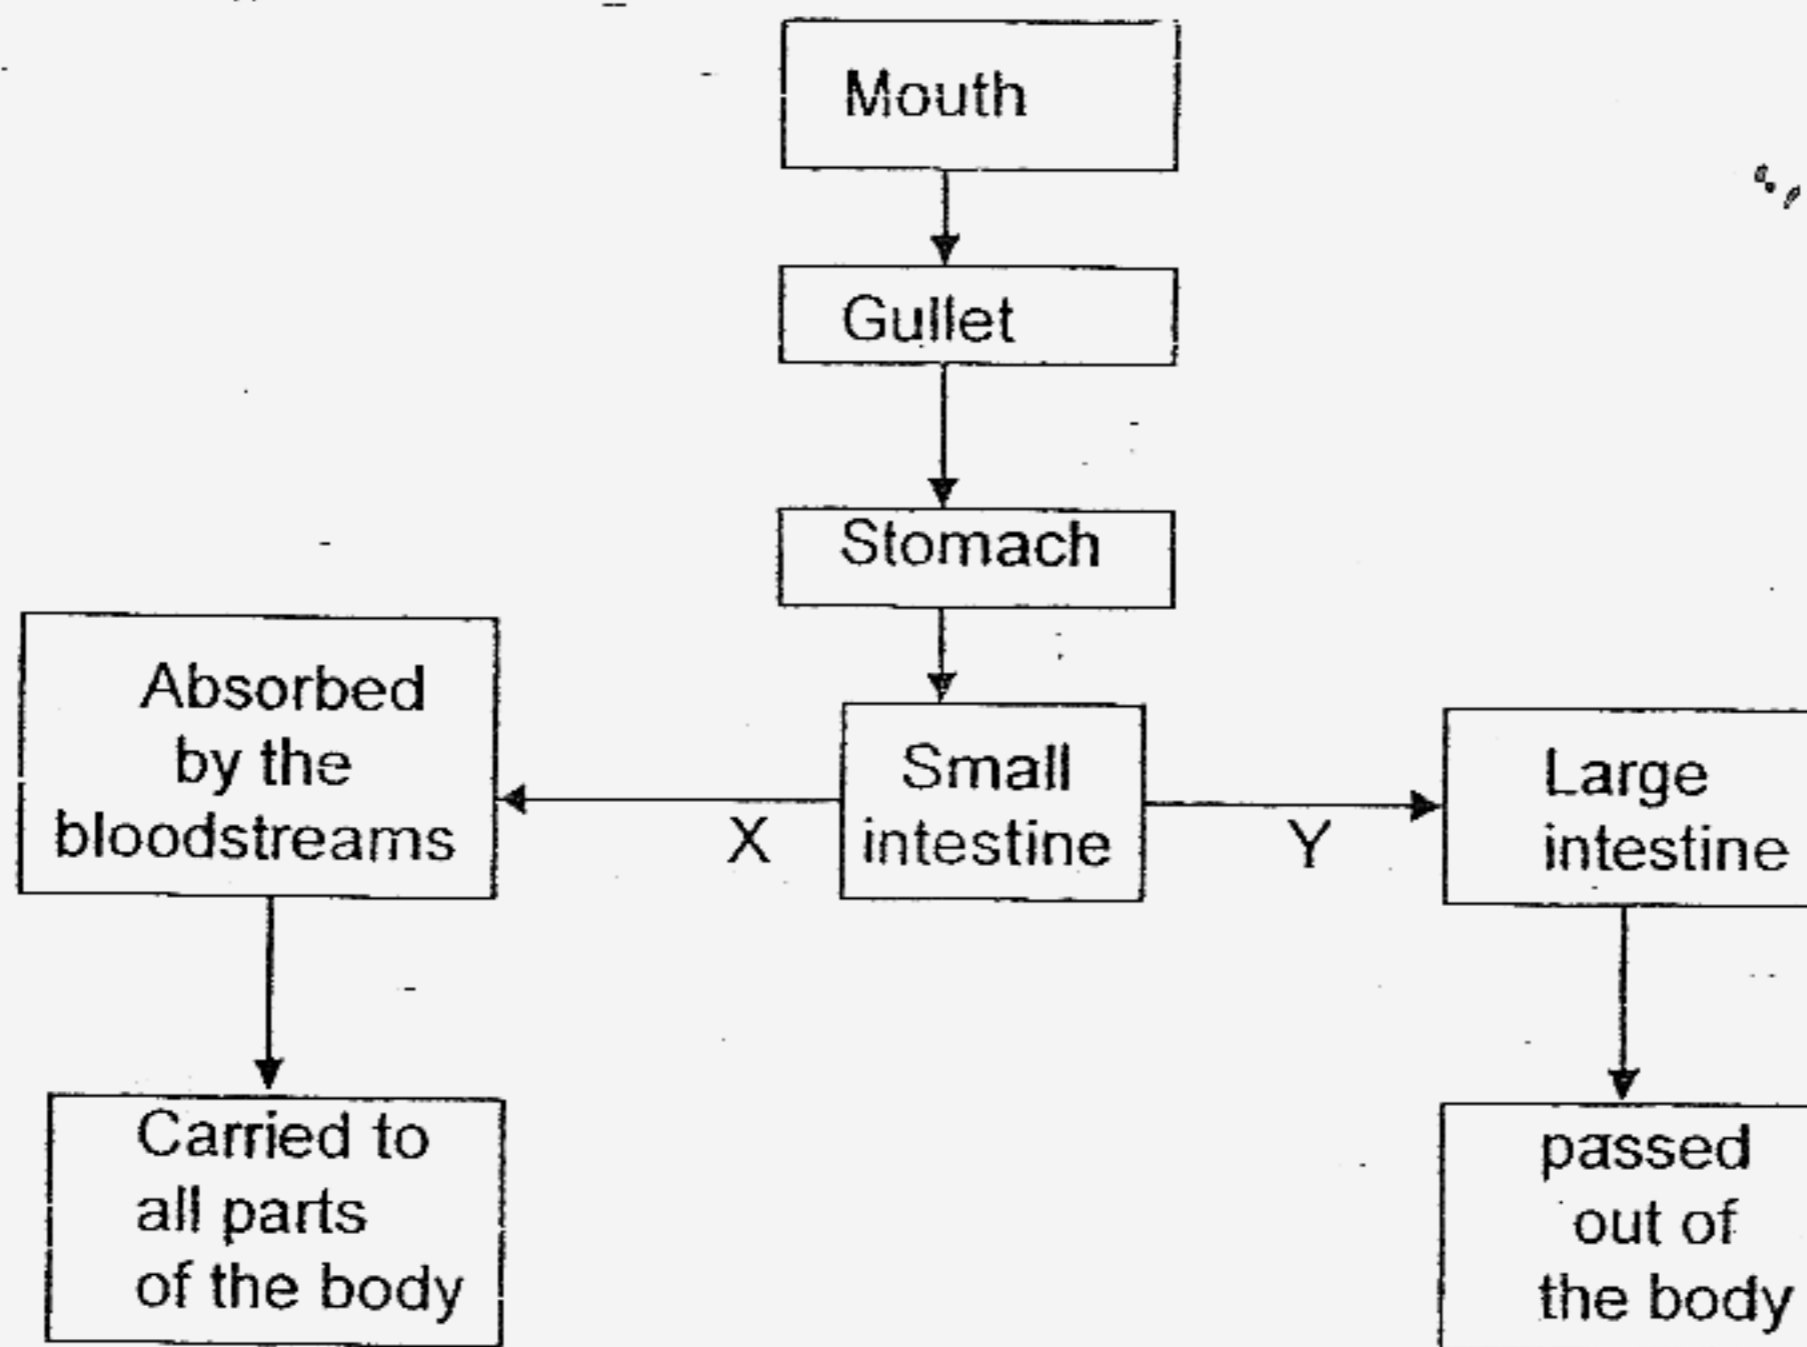 Mouth
Gullet
Stomach
Absorbed
by the
bloodstreams
X
Small
intestine
Y
Large
intestine
Carried to
all parts
of the body
passed
out of
the body